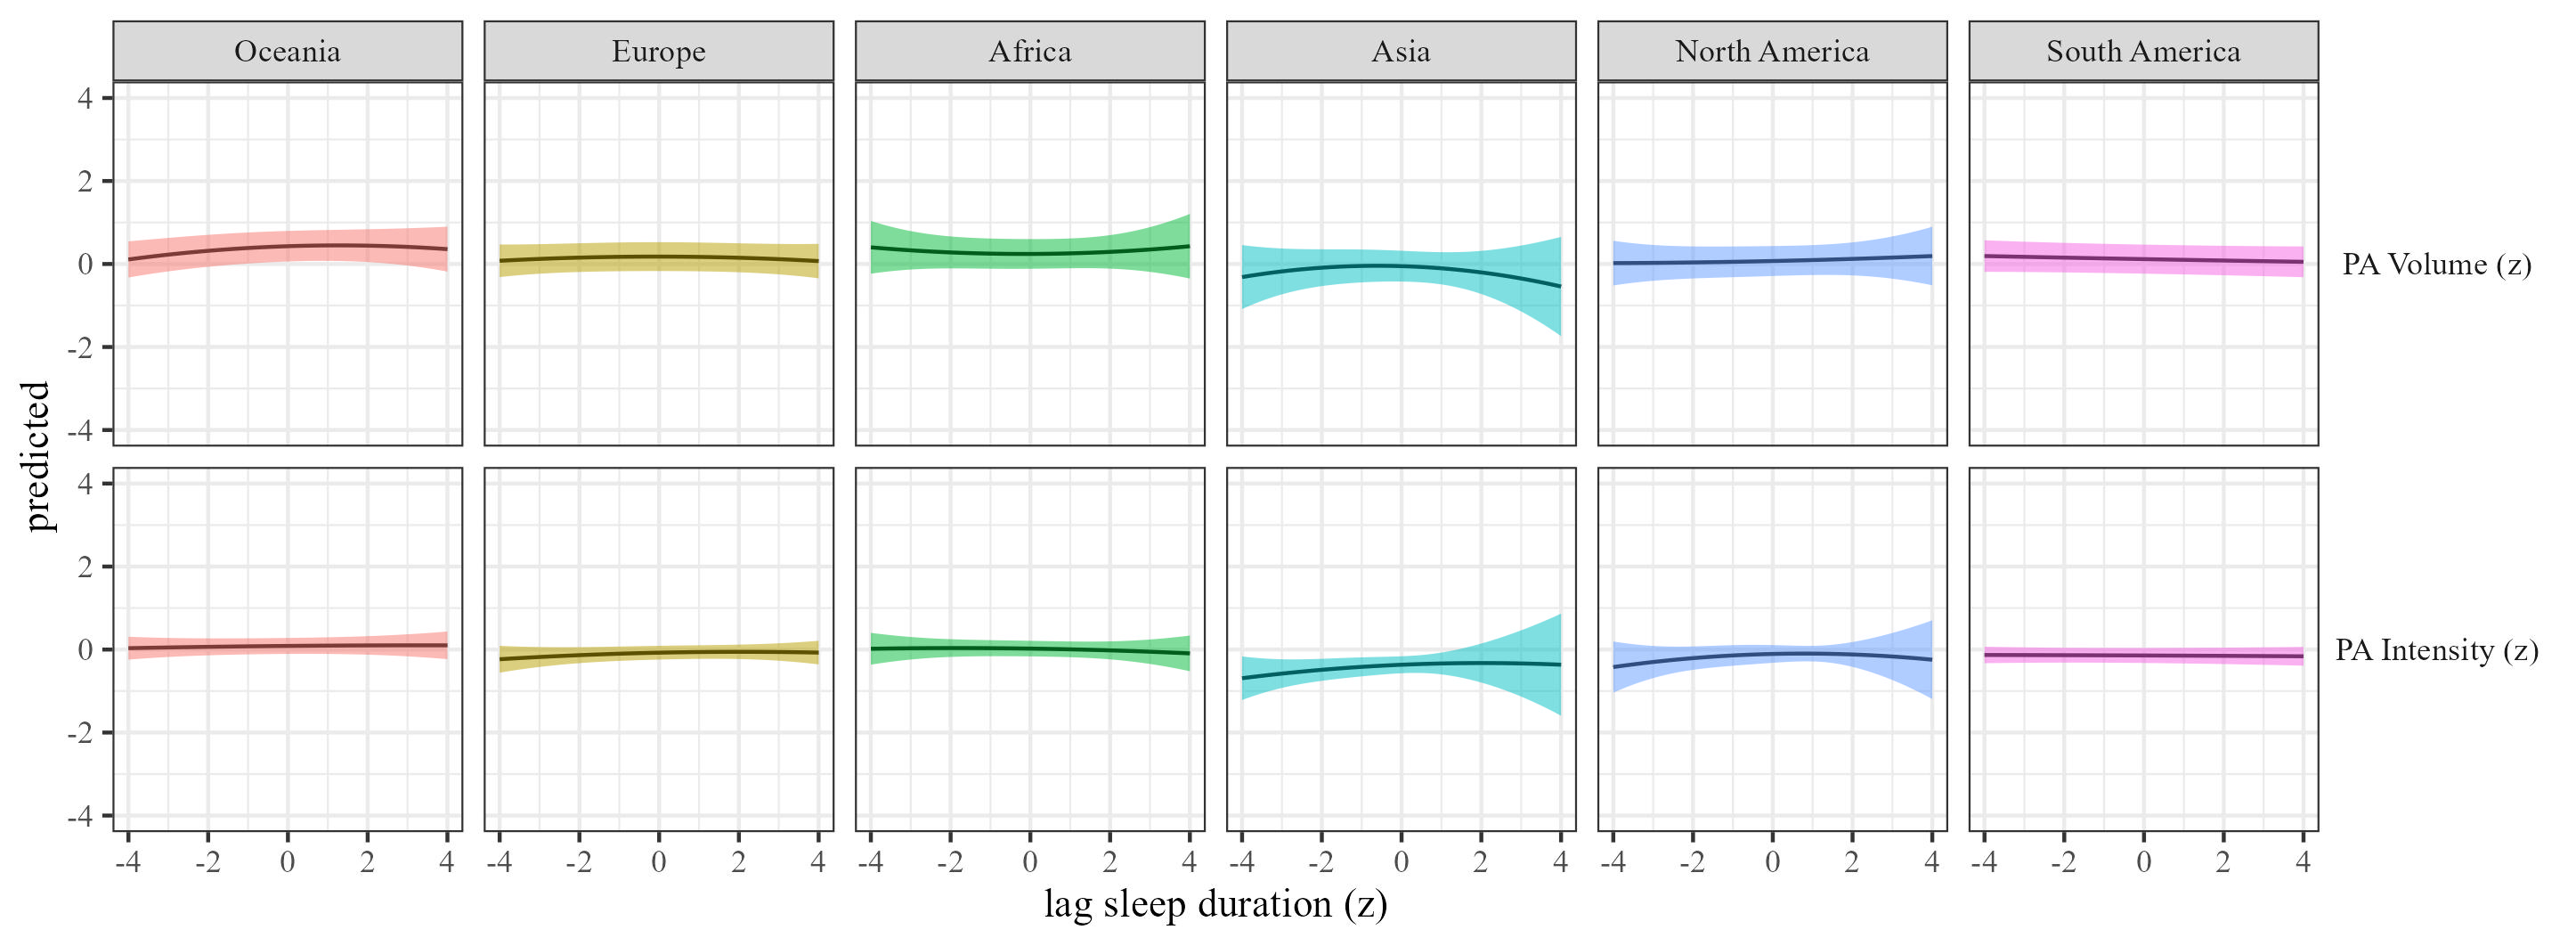 Oceania Europe Africa Asia North America South America
4
2
0
-2
-4
PA Volume (z)
4
2
0
-2
-4
PA Intensity (z)
predicted
-4 -2 0 2 4 -4 -2 0 2 4 -4 -2 0 2 4 -4 -2 0 2 4 -4 -2 0 2 4 -4 -2 0 2 4
lag sleep duration (z)